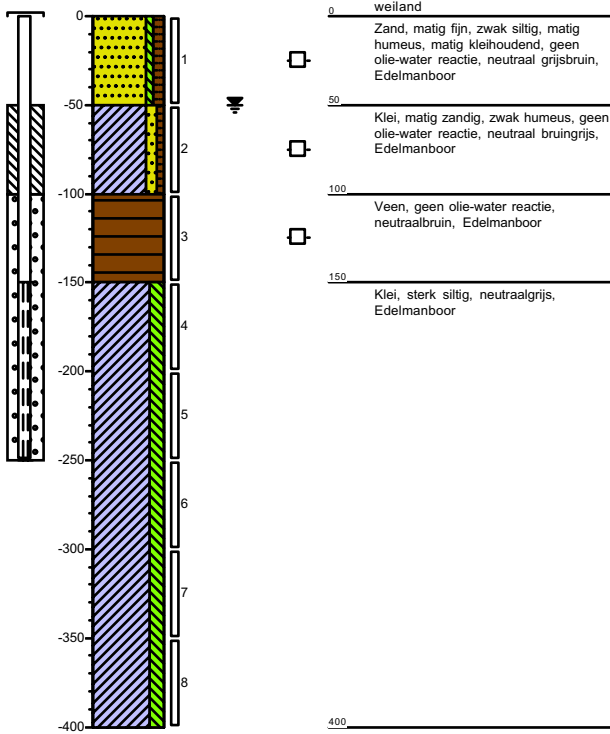 0
-50
-100
-150
-200
-250
-300
-350
-400
1
2
3
4
5
6
7
8
0
weiland
Zand, matig fijn, zwak siltig, matig
humeus, matig kleihoudend, geen
olie-water reactie, neutraal grijsbruin,
Edelmanboor
50
Klei, matig zandig, zwak humeus, geen
olie-water reactie, neutraal bruingrijs,
Edelmanboor
100
Veen, geen olie-water reactie,
neutraalbruin, Edelmanboor
150
Klei, sterk siltig, neutraalgrijs,
Edelmanboor
400